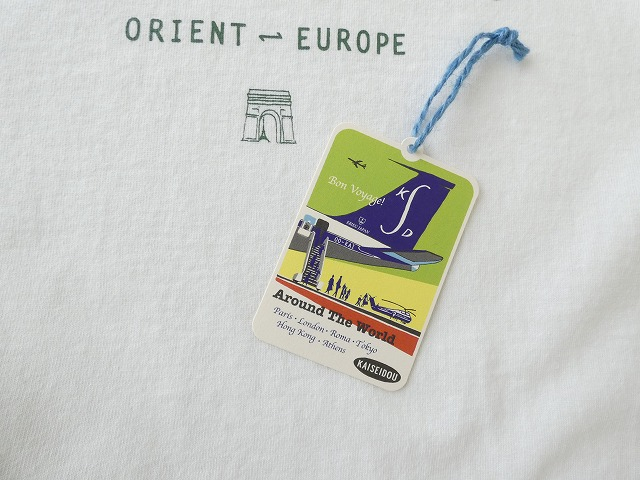 ORIENT ⇌ EUROPE
Bon Voyage!
K
S
D
Around The World
Paris・London・Roma・Tokyo
Hong Kong・Athens
KAISEIDOU